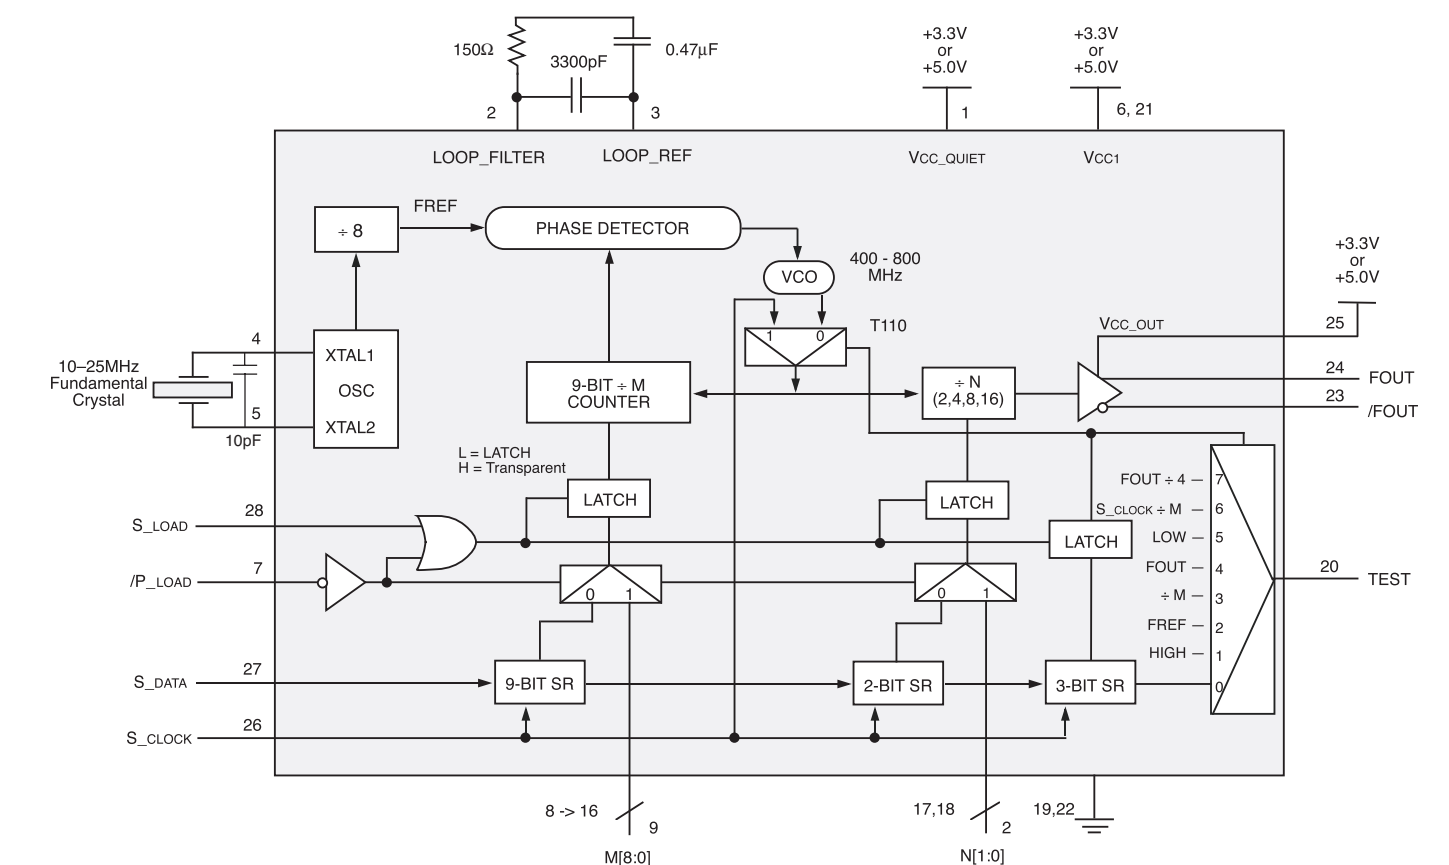 +3.3V
or
+5.0V
+3.3V
or
+5.0V
150Ω
3300pF
0.47µF
2
3
1
6, 21
LOOP_FILTER
LOOP_REF
VCC_QUIET
VCC1
FREF
÷ 8
PHASE DETECTOR
+3.3V
or
+5.0V
VCO
400 - 800
MHz
T110
1
0
VCC_OUT
25
4
XTAL1
10–25MHz
Fundamental
Crystal
OSC
5
XTAL2
10pF
9-BIT ÷ M
COUNTER
÷ N
(2,4,8,16)
24
FOUT
23
/FOUT
L = LATCH
H = Transparent
LATCH
LATCH
LATCH
FOUT ÷ 4
7
S_CLOCK ÷ M
6
LOW
5
FOUT
4
÷ M
3
FREF
2
HIGH
1
0
S_LOAD
28
/P_LOAD
7
0
1
0
1
20
TEST
S_DATA
27
9-BIT SR
2-BIT SR
3-BIT SR
S_CLOCK
26
8 -> 16
9
17,18
2
19,22
M[8:0]
N[1:0]